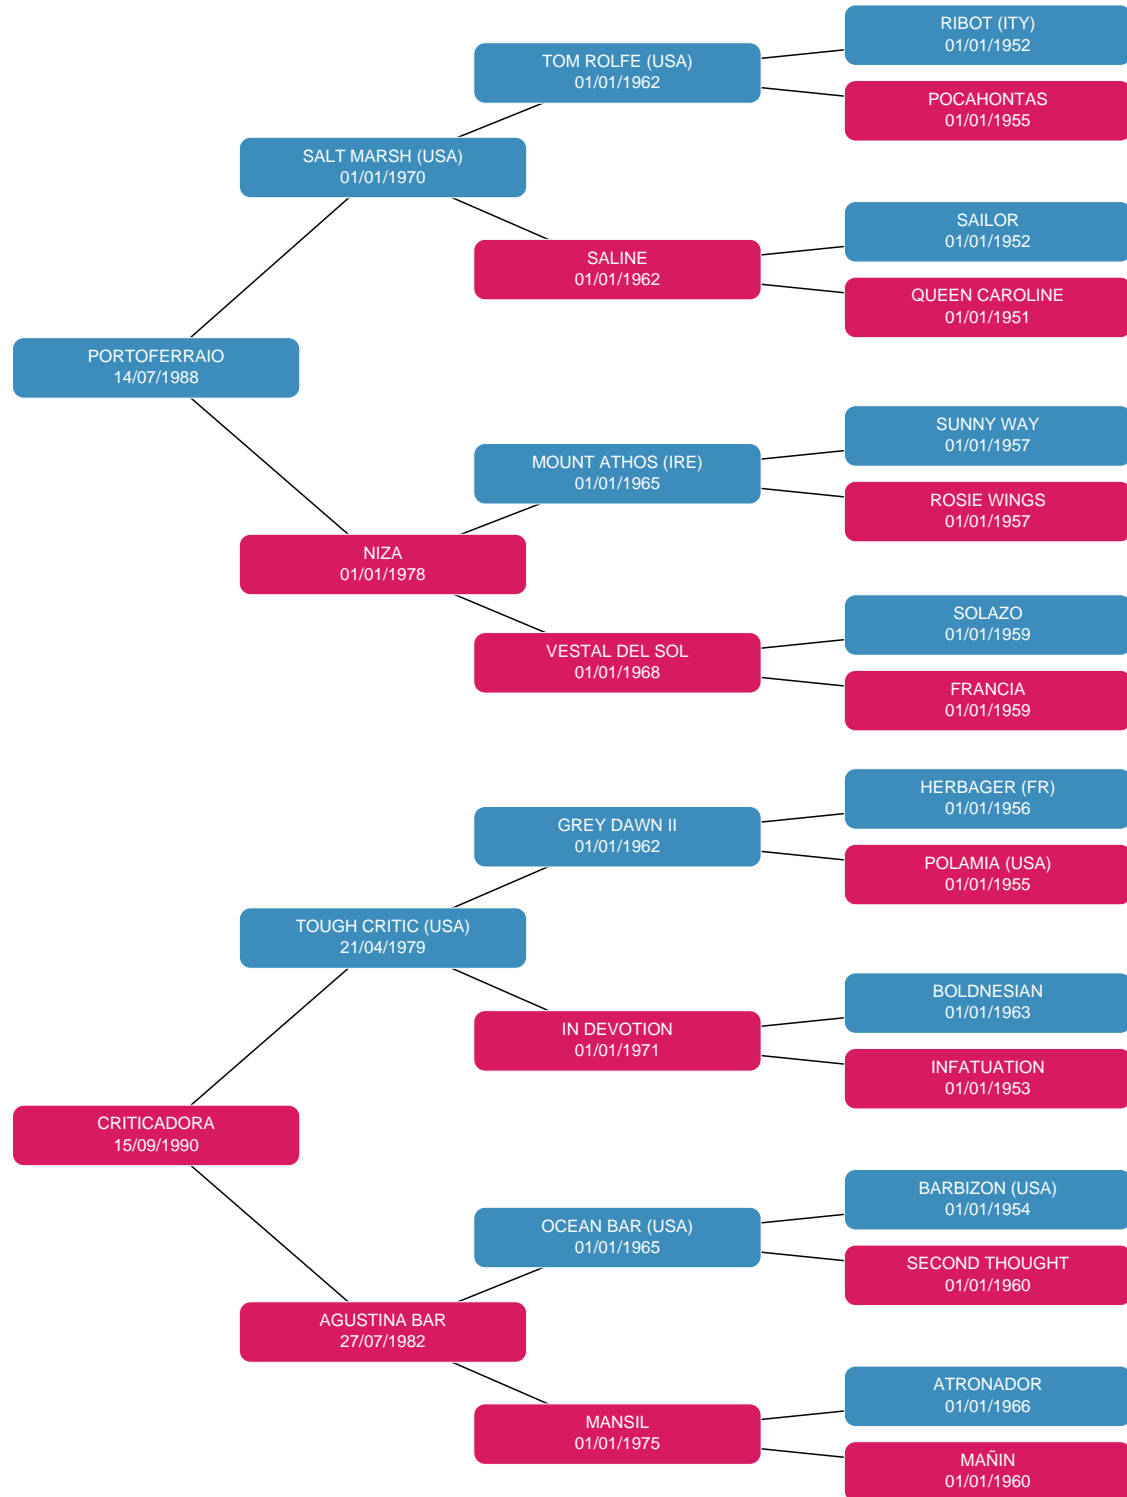 RIBOT (ITY)
01/01/1952
TOM ROLFE (USA)
01/01/1962
POCAHONTAS
01/01/1955
SALT MARSH (USA)
01/01/1970
SAILOR
01/01/1952
SALINE
01/01/1962
QUEEN CAROLINE
01/01/1951
PORTOFERRAIO
14/07/1988
SUNNY WAY
01/01/1957
MOUNT ATHOS (IRE)
01/01/1965
ROSIE WINGS
01/01/1957
NIZA
01/01/1978
SOLAZO
01/01/1959
VESTAL DEL SOL
01/01/1968
FRANCIA
01/01/1959
HERBAGER (FR)
01/01/1956
GREY DAWN II
01/01/1962
POLAMIA (USA)
01/01/1955
TOUGH CRITIC (USA)
21/04/1979
BOLDNESIAN
01/01/1963
IN DEVOTION
01/01/1971
INFATUATION
01/01/1953
CRITICADORA
15/09/1990
BARBIZON (USA)
01/01/1954
OCEAN BAR (USA)
01/01/1965
SECOND THOUGHT
01/01/1960
AGUSTINA BAR
27/07/1982
ATRONADOR
01/01/1966
MANSIL
01/01/1975
MAÑIN
01/01/1960